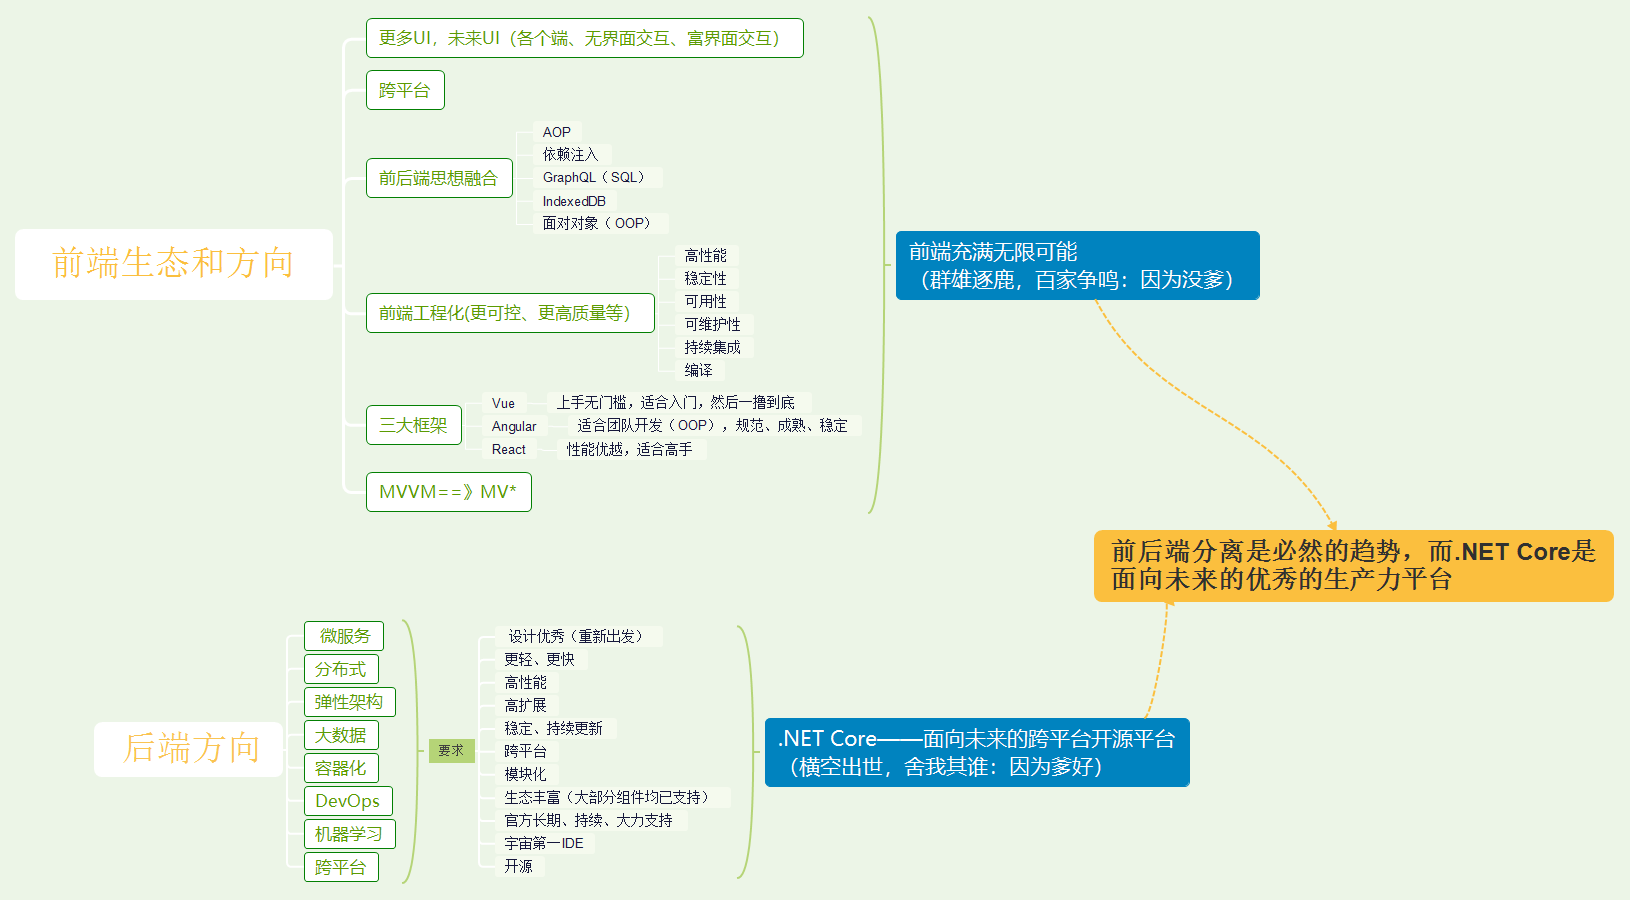 前端生态和方向
更多UI，未来UI（各个端、无界面交互、富界面交互）
跨平台
前后端思想融合
AOP
依赖注入
GraphQL（SQL）
IndexedDB
面对对象（OOP）
前端工程化(更可控、更高质量等）
高性能
稳定性
可用性
可维护性
持续集成
编译
三大框架
Vue
上手无门槛，适合入门，然后一撸到底
Angular
适合团队开发（OOP），规范、成熟、稳定
React
性能优越，适合高手
MVVM==》MV*
前端充满无限可能
（群雄逐鹿，百家争鸣：因为没爹）
前后端分离是必然的趋势，而.NET Core是
面向未来的优秀的生产力平台
后端方向
微服务
分布式
弹性架构
大数据
容器化
DevOps
机器学习
跨平台
要求
设计优秀（重新出发）
更轻、更快
高性能
高扩展
稳定、持续更新
跨平台
模块化
生态丰富（大部分组件均已支持）
官方长期、持续、大力支持
宇宙第一IDE
开源
.NET Core——面向未来的跨平台开源平台
（横空出世，舍我其谁：因为爹好）